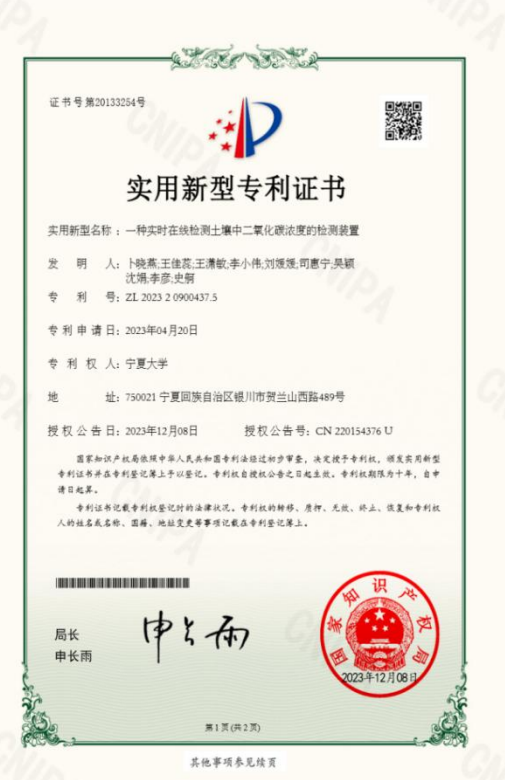 证书号第20133254号
实用新型专利证书
实用新型名称：一种实时在线检测土壤中二氧化碳浓度的检测装置
发明人：卜晓燕;王佳蕊;王潇敏;李小伟;刘媛媛;司惠宁;吴颖
沈娟;李彦;史舸
专利号：ZL 2023 2 0900437.5
专利申请日：2023年04月20日
专利权人：宁夏大学
地址：750021 宁夏回族自治区银川市贺兰山西路489号
授权公告日：2023年12月08日 授权公告号：CN 220154376 U
国家知识产权局依照中华人民共和国专利法经过初步审查，决定授予专利权，颁发实用新型
专利证书并在专利登记簿上予以登记。专利权自授权公告之日起生效。专利权期限为十年，自申
请日起算。
专利证书记载专利权登记时的法律状况。专利权的转移、质押、无效、终止、恢复和专利权
人的姓名或名称、国籍、地址变更等事项记载在专利登记簿上。
局长
申长雨
申长雨
国家知识产权局
2023年12月08日
第1页(共2页)
其他事项参见续页
CNIPA